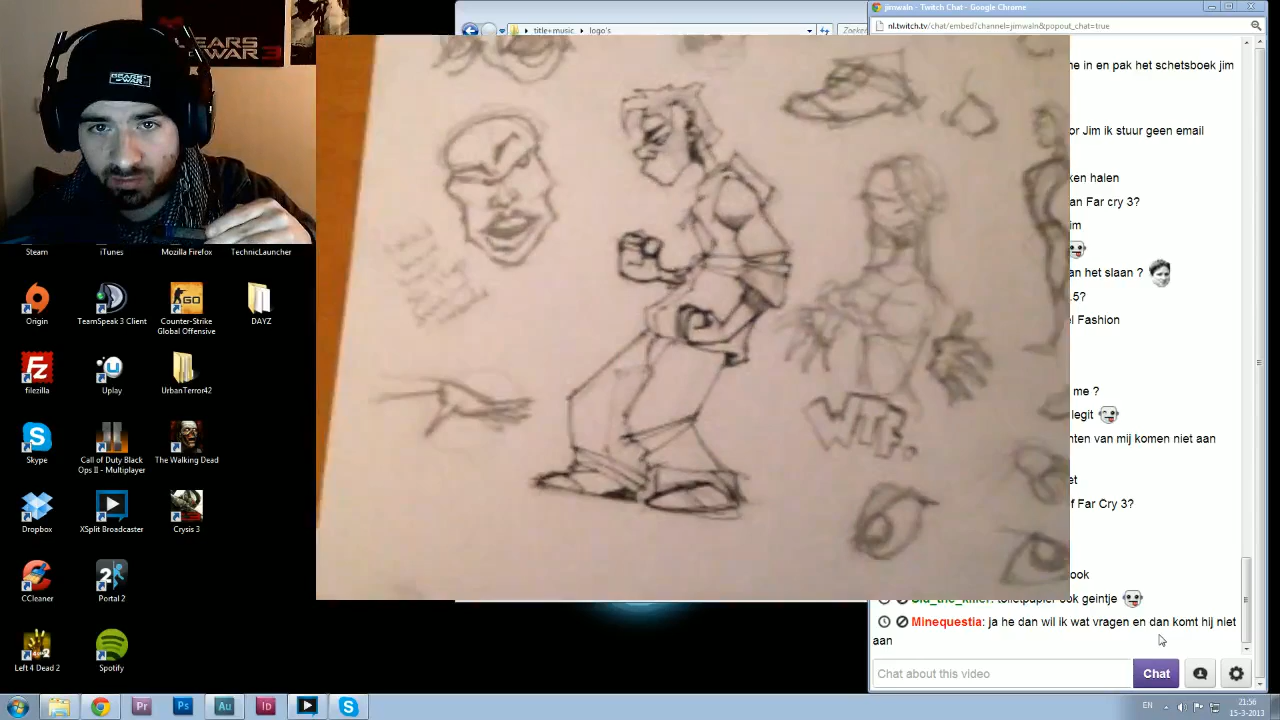 jimwaln - Twitch Chat - Google Chrome
nl.twitch.tv/chat/embed/channel=jimwaln&popout_chat=true
title+music
logo's
Zoeken
GEARS OF WAR
WAR 3
ne in en pak het schetsboek jim
or Jim ik stuur geen email
ken halen
an Far cry 3?
im
an het slaan ?
.5?
el Fashion
me ?
legit
nten van mij komen niet aan
et
f Far Cry 3?
ook
toiletpapier ook geintje
Minequestia: ja he dan wil ik wat vragen en dan komt hij niet
aan
Chat about this video
Chat
WTF.
Steam
iTunes
Mozilla Firefox
TechnicLauncher
Origin
TeamSpeak 3 Client
Counter-Strike
Global Offensive
DAYZ
filezilla
Uplay
UrbanTerror42
Skype
Call of Duty Black
Ops II - Multiplayer
The Walking Dead
Dropbox
XSplit Broadcaster
Crysis 3
CCleaner
Portal 2
Left 4 Dead 2
Spotify
EN
21:56
15-3-2013